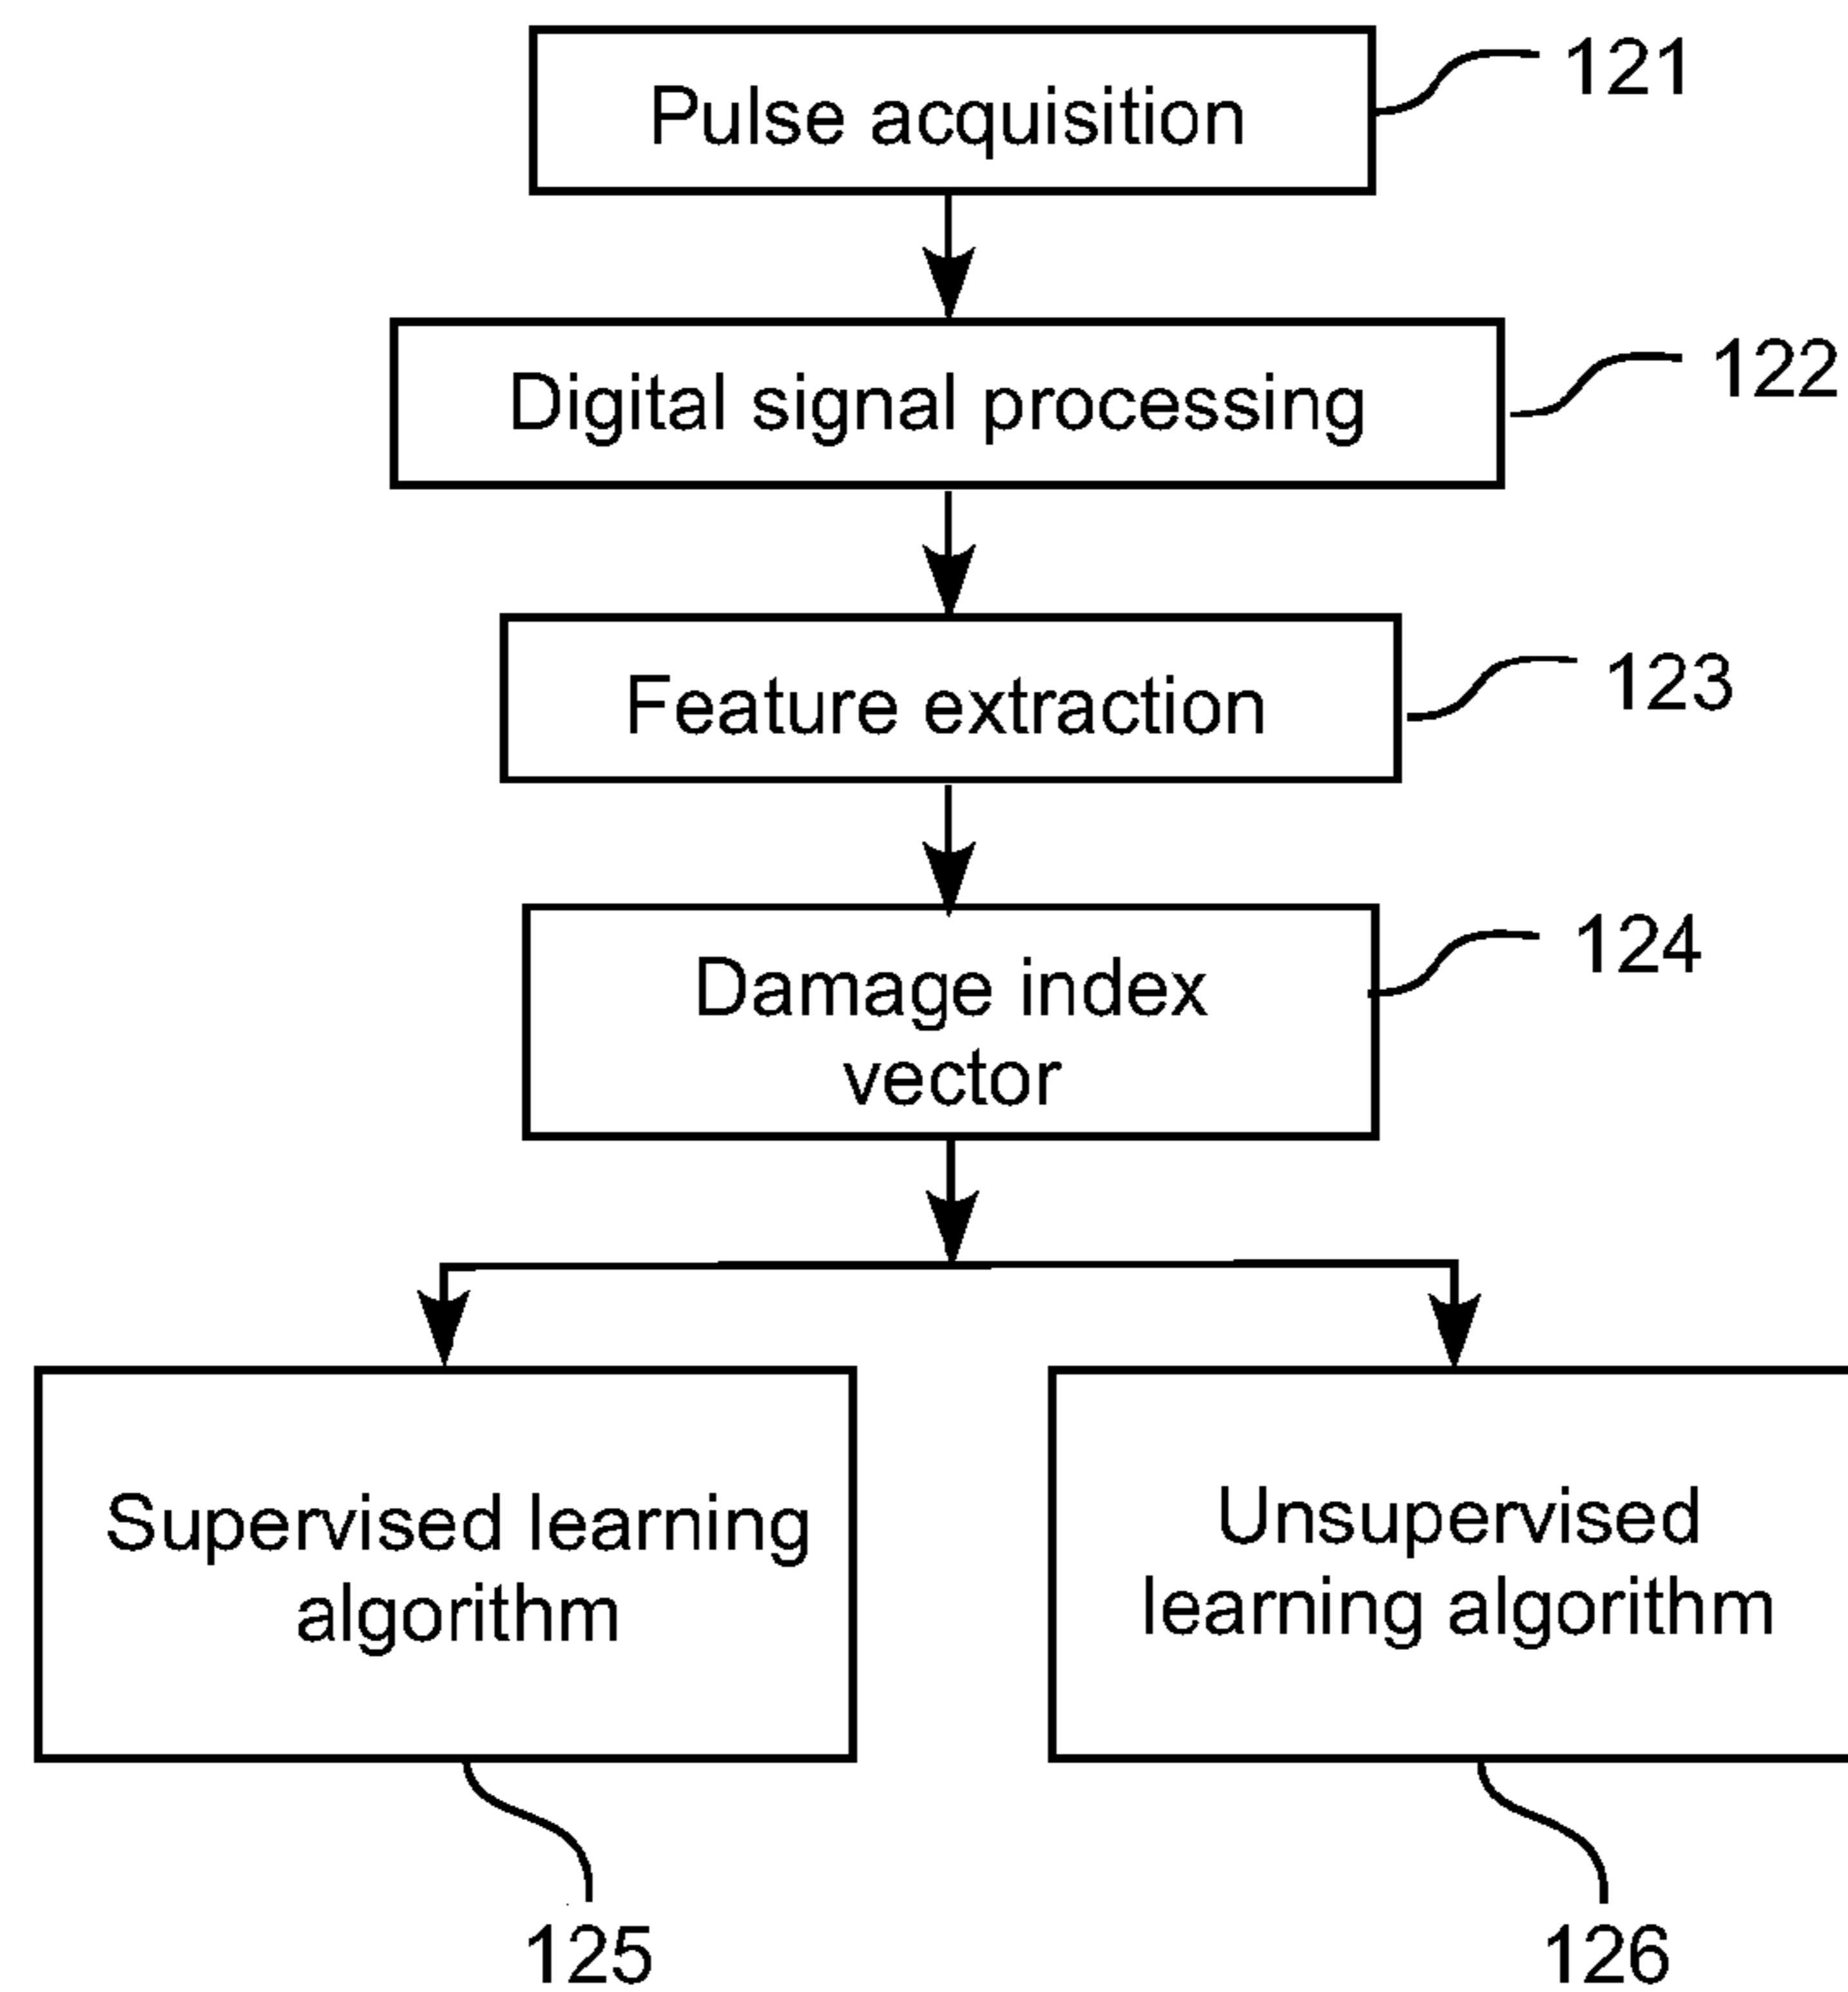 Pulse acquisition
121
Digital signal processing
122
Feature extraction
123
Damage index
vector
124
Supervised learning
algorithm
Unsupervised
learning algorithm
125
126